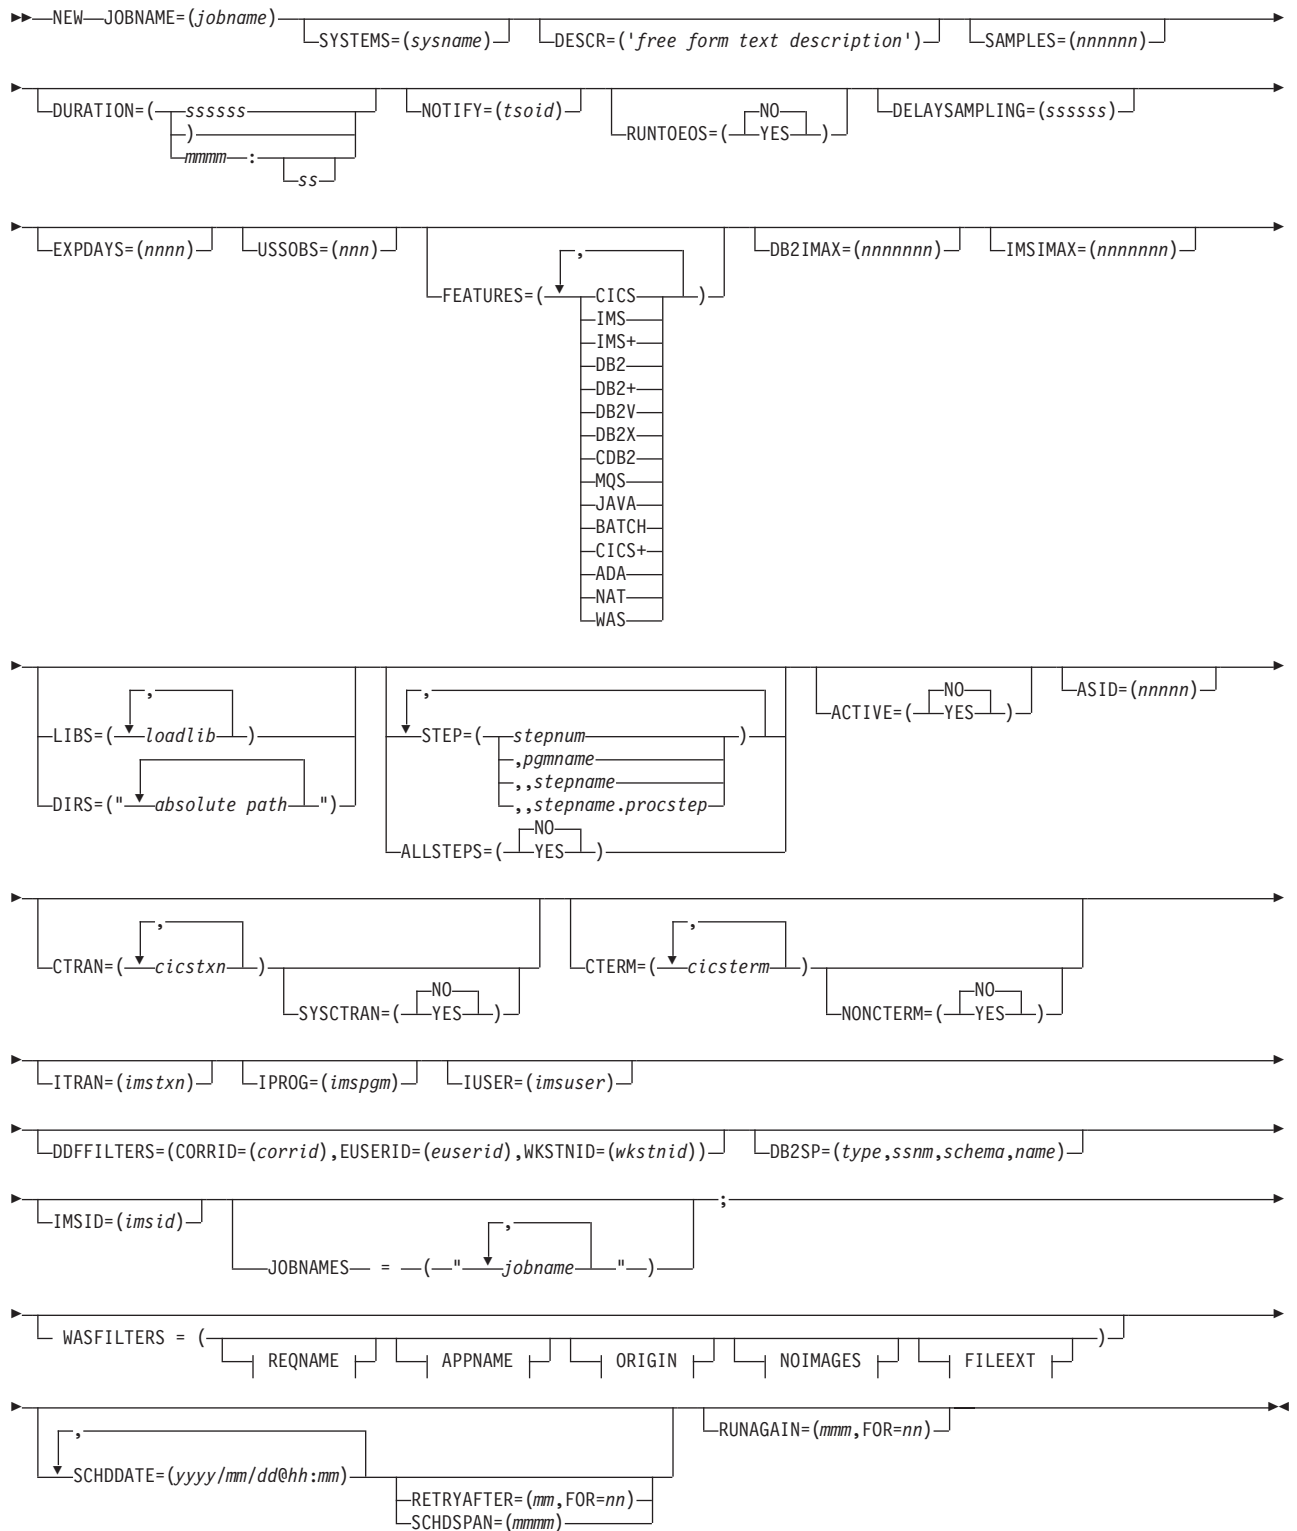 NEW JOBNAME=(jobname)
SYSTEMS=(sysname) DESCR=('free form text description') SAMPLES=(nnnnnn)
DURATION=( ssssss NOTIFY=(tsoid) RUNTOEOS=( NO DELAYSAMPLING=(ssssss)
) YES )
mmmm : ss
EXPDAYS=(nnnn) USSOBS=(nnn) , DB2IMAX=(nnnnnnn) IMSIMAX=(nnnnnnn)
FEATURES=( CICS )
IMS
IMS+
DB2
DB2+
DB2V
DB2X
CDB2
MQS
JAVA
BATCH
CICS+
ADA
NAT
WAS
, , NO ASID=(nnnnn)
LIBS=( loadlib ) STEP=( stepnum ) ACTIVE=( YES )
,pgmname
DIRS=(" absolute path ") ,,stepname
,,stepname.procstep
NO
ALLSTEPS=( YES )
, ,
CTRAN=( cicstxn ) CTERM=( cicsterm )
NO NO
SYSCTRAN=( YES ) NONCTERM=( YES )
ITRAN=(imstxn) IPROG=(imspgm) IUSER=(imsuser)
DDFFILTERS=(CORRID=(corrid),EUSERID=(euserid),WKSTNID=(wkstnid)) DB2SP=(type,ssnm,schema,name)
IMSID=(imsid) , ;
JOBNAMES = ( " jobname " )
WASFILTERS = ( )
REQNAME APPNAME ORIGIN NOIMAGES FILEEXT
, RUNAGAIN=(mmm,FOR=nn)
SCHDDATE=(yyyy/mm/dd@hh:mm)
RETRYAFTER=(mm,FOR=nn)
SCHDSPAN=(mmmm)